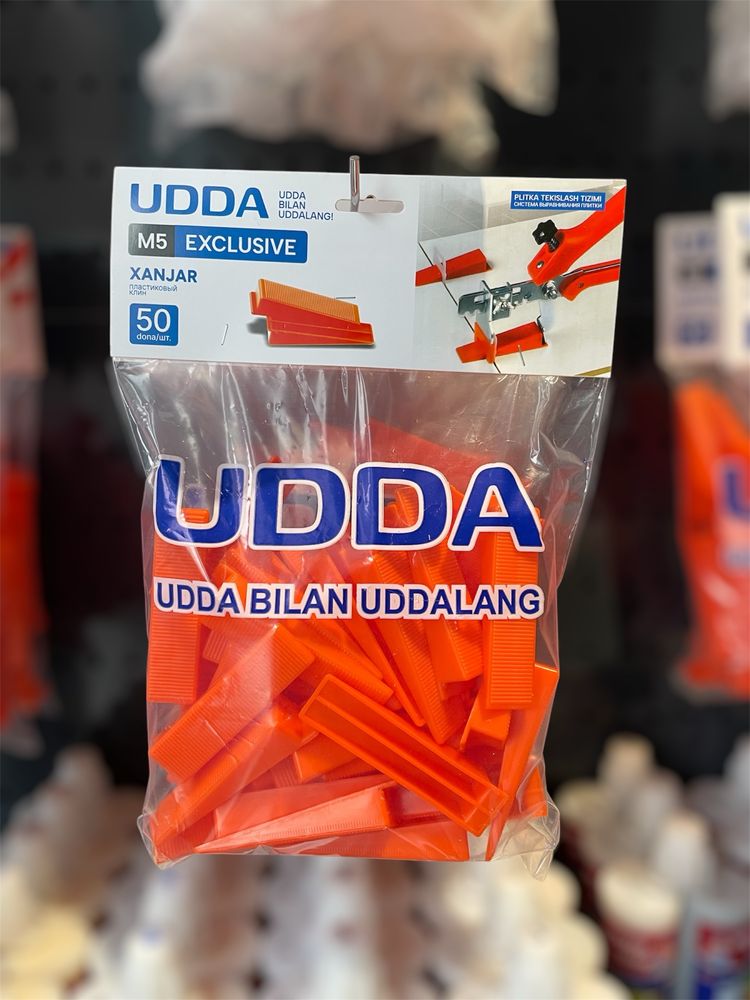 UDDA
UDDA
BILAN
UDDALANG!
M5 EXCLUSIVE
XANJAR
пластиковый
клин
50
dona/шт.
PLITKA TEKISLASH TIZIMI
СИСТЕМА ВЫРАВНИВАНИЯ ПЛИТКИ
UDDA
UDDA BILAN UDDALANG